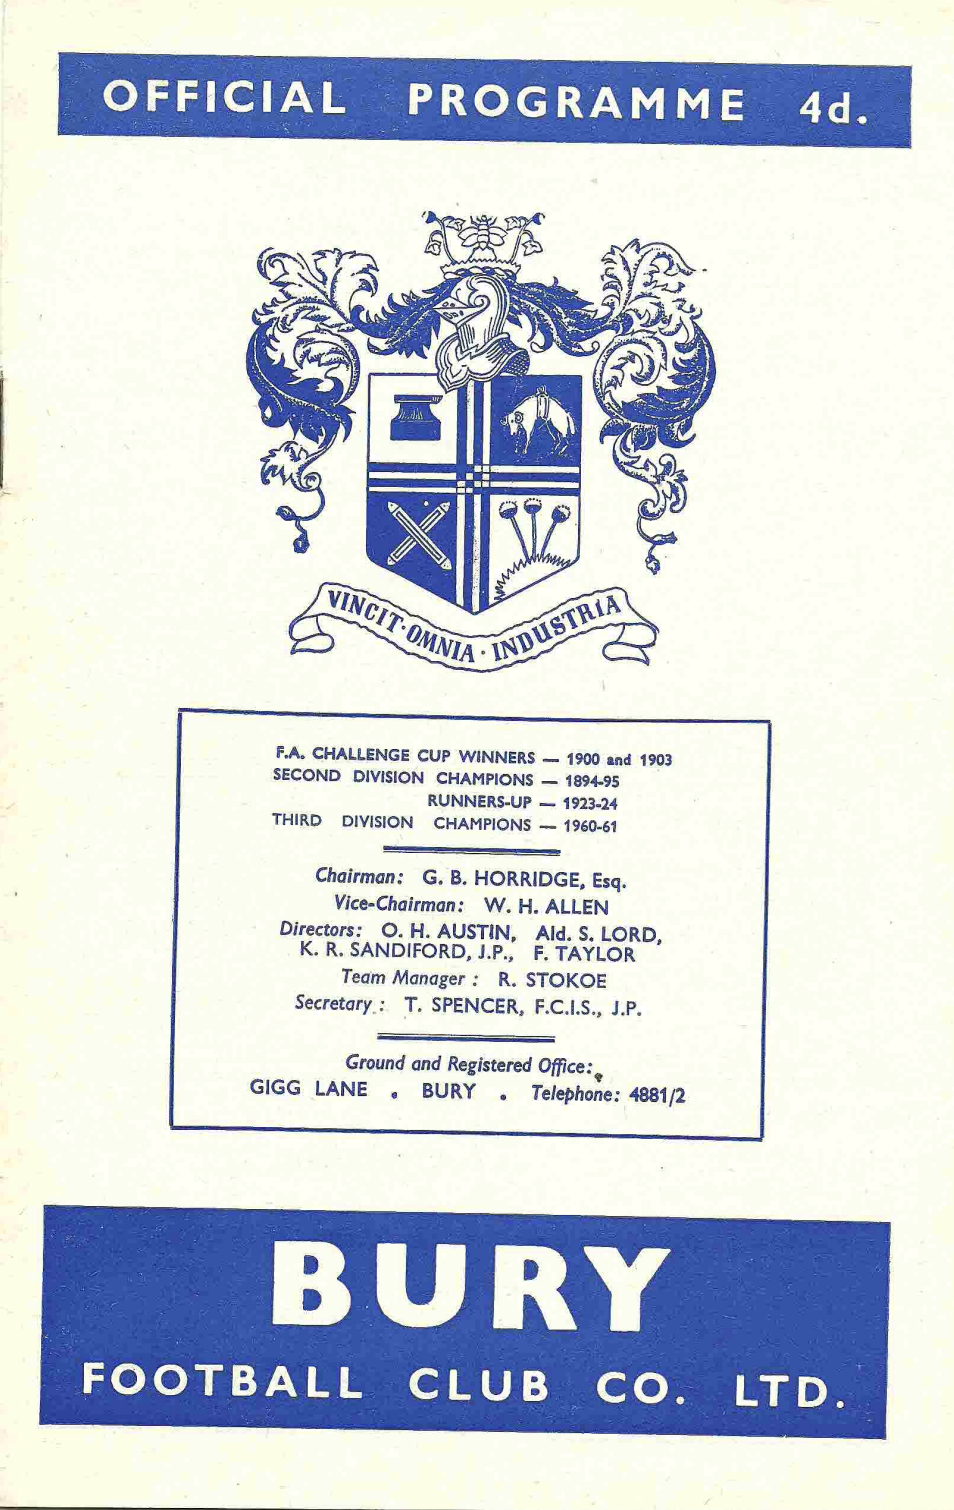 OFFICIAL PROGRAMME 4d.
VINCIT · OMNIA · INDUSTRIA
F.A. CHALLENGE CUP WINNERS — 1900 and 1903
SECOND DIVISION CHAMPIONS — 1894-95
RUNNERS-UP — 1923-24
THIRD DIVISION CHAMPIONS — 1960-61
Chairman: G. B. HORRIDGE, Esq.
Vice-Chairman: W. H. ALLEN
Directors: O. H. AUSTIN, Ald. S. LORD,
K. R. SANDIFORD, J.P., F. TAYLOR
Team Manager : R. STOKOE
Secretary : T. SPENCER, F.C.I.S., J.P.
Ground and Registered Office:
GIGG LANE . BURY . Telephone: 4881/2
BURY
FOOTBALL CLUB CO. LTD.